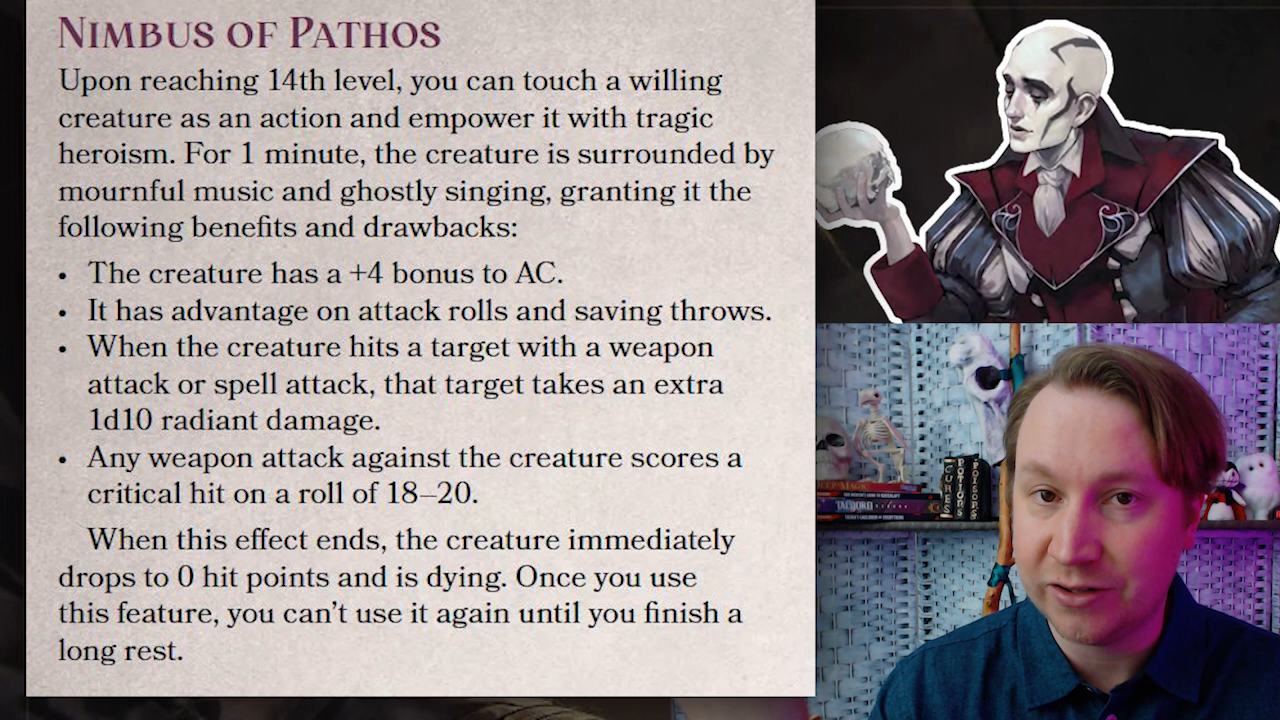 NIMBUS OF PATHOS
Upon reaching 14th level, you can touch a willing
creature as an action and empower it with tragic
heroism. For 1 minute, the creature is surrounded by
mournful music and ghostly singing, granting it the
following benefits and drawbacks:
• The creature has a +4 bonus to AC.
• It has advantage on attack rolls and saving throws.
• When the creature hits a target with a weapon
attack or spell attack, that target takes an extra
1d10 radiant damage.
• Any weapon attack against the creature scores a
critical hit on a roll of 18–20.
When this effect ends, the creature immediately
drops to 0 hit points and is dying. Once you use
this feature, you can't use it again until you finish a
long rest.
CURES
POTIONS
POISONS
TAL'DOREI